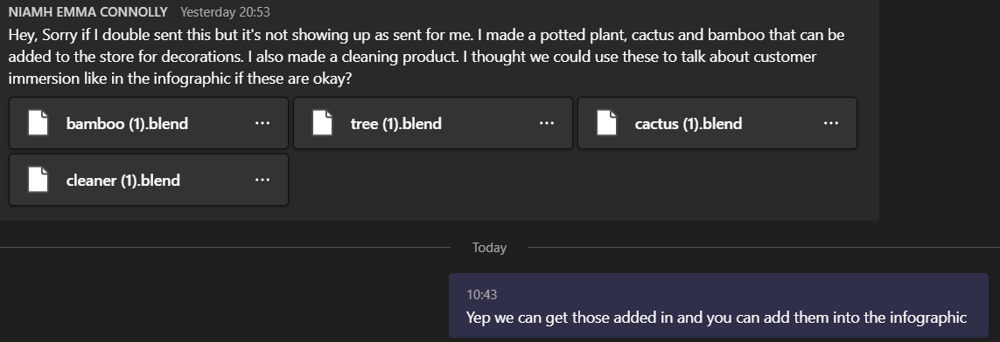 NIAMH EMMA CONNOLLY Yesterday 20:53
Hey, Sorry if I double sent this but it's not showing up as sent for me. I made a potted plant, cactus and bamboo that can be
added to the store for decorations. I also made a cleaning product. I thought we could use these to talk about customer
immersion like in the infographic if these are okay?
bamboo (1).blend ... tree (1).blend ... cactus (1).blend ...
cleaner (1).blend ...
Today
10:43
Yep we can get those added in and you can add them into the infographic